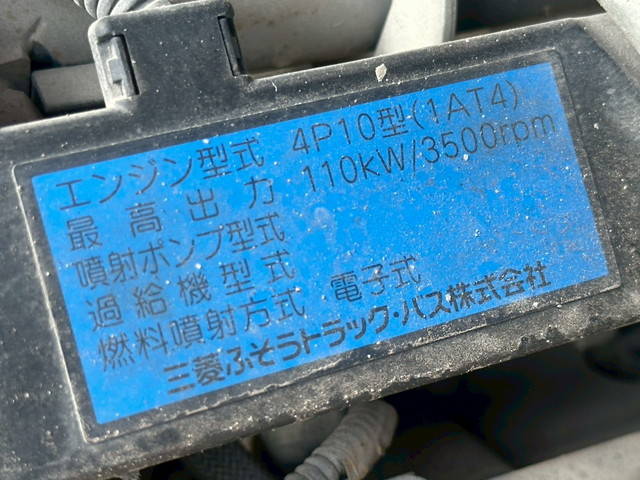 エンジン型式 4P10型(1AT4)
最高出力 110kW/3500rpm
噴射ポンプ型式
過給機型式
燃料噴射方式 電子式
三菱ふそうトラック・バス株式会社